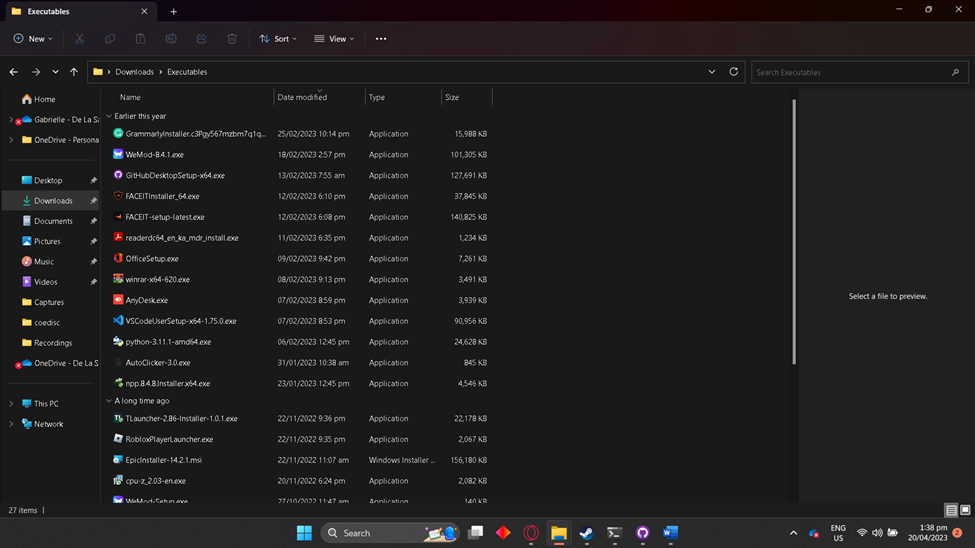 Executables
New
Sort
View
Downloads > Executables
Search Executables
Home
Gabrielle - De La Sa
OneDrive - Persona
Desktop
Downloads
Documents
Pictures
Music
Videos
Captures
coedisc
Recordings
OneDrive - De La S
This PC
Network
Name Date modified Type Size
Earlier this year
GrammarlyInstaller.c3Pgy567mzbm7q1q... 25/02/2023 10:14 pm Application 15,988 KB
WeMod-8.4.1.exe 18/02/2023 2:57 pm Application 101,305 KB
GitHubDesktopSetup-x64.exe 13/02/2023 7:55 am Application 127,691 KB
FACEITInstaller_64.exe 12/02/2023 6:10 pm Application 37,845 KB
FACEIT-setup-latest.exe 12/02/2023 6:08 pm Application 140,825 KB
readerdc64_en_ka_mdr_install.exe 11/02/2023 6:35 pm Application 1,234 KB
OfficeSetup.exe 09/02/2023 9:42 pm Application 7,261 KB
winrar-x64-620.exe 08/02/2023 9:13 pm Application 3,491 KB
AnyDesk.exe 07/02/2023 8:59 pm Application 3,939 KB
VSCodeUserSetup-x64-1.75.0.exe 07/02/2023 8:53 pm Application 90,956 KB
python-3.11.1-amd64.exe 06/02/2023 12:45 pm Application 24,628 KB
AutoClicker-3.0.exe 31/01/2023 10:38 am Application 845 KB
npp.8.4.8.Installer.x64.exe 23/01/2023 12:45 pm Application 4,546 KB
A long time ago
TLauncher-2.86-Installer-1.0.1.exe 22/11/2022 9:36 pm Application 22,178 KB
RobloxPlayerLauncher.exe 22/11/2022 9:35 pm Application 2,067 KB
EpicInstaller-14.2.1.msi 22/11/2022 11:07 am Windows Installer ... 156,180 KB
cpu-z_2.03-en.exe 20/11/2022 6:24 pm Application 2,082 KB
WeMod-Setup.exe 27/10/2022 11:47 am Application 140 KB
Select a file to preview.
27 items
Search
ENG
US
1:38 pm
20/04/2023
2